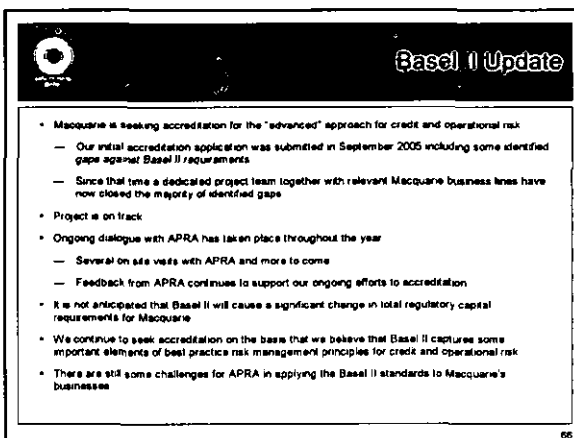 Basel II Update
• Macquarie is seeking accreditation for the "advanced" approach for credit and operational risk
— Our initial accreditation application was submitted in September 2005 including some identified
gaps against Basel II requirements
— Since that time a dedicated project team together with relevant Macquarie business lines have
now closed the majority of identified gaps
• Project is on track
• Ongoing dialogue with APRA has taken place throughout the year
— Several on site visits with APRA and more to come
— Feedback from APRA continues to support our ongoing efforts to accreditation
• It is not anticipated that Basel II will cause a significant change in total regulatory capital
requirements for Macquarie
• We continue to seek accreditation on the basis that we believe that Basel II captures some
important elements of best practice risk management principles for credit and operational risk
• There are still some challenges for APRA in applying the Basel II standards to Macquarie's
businesses
66